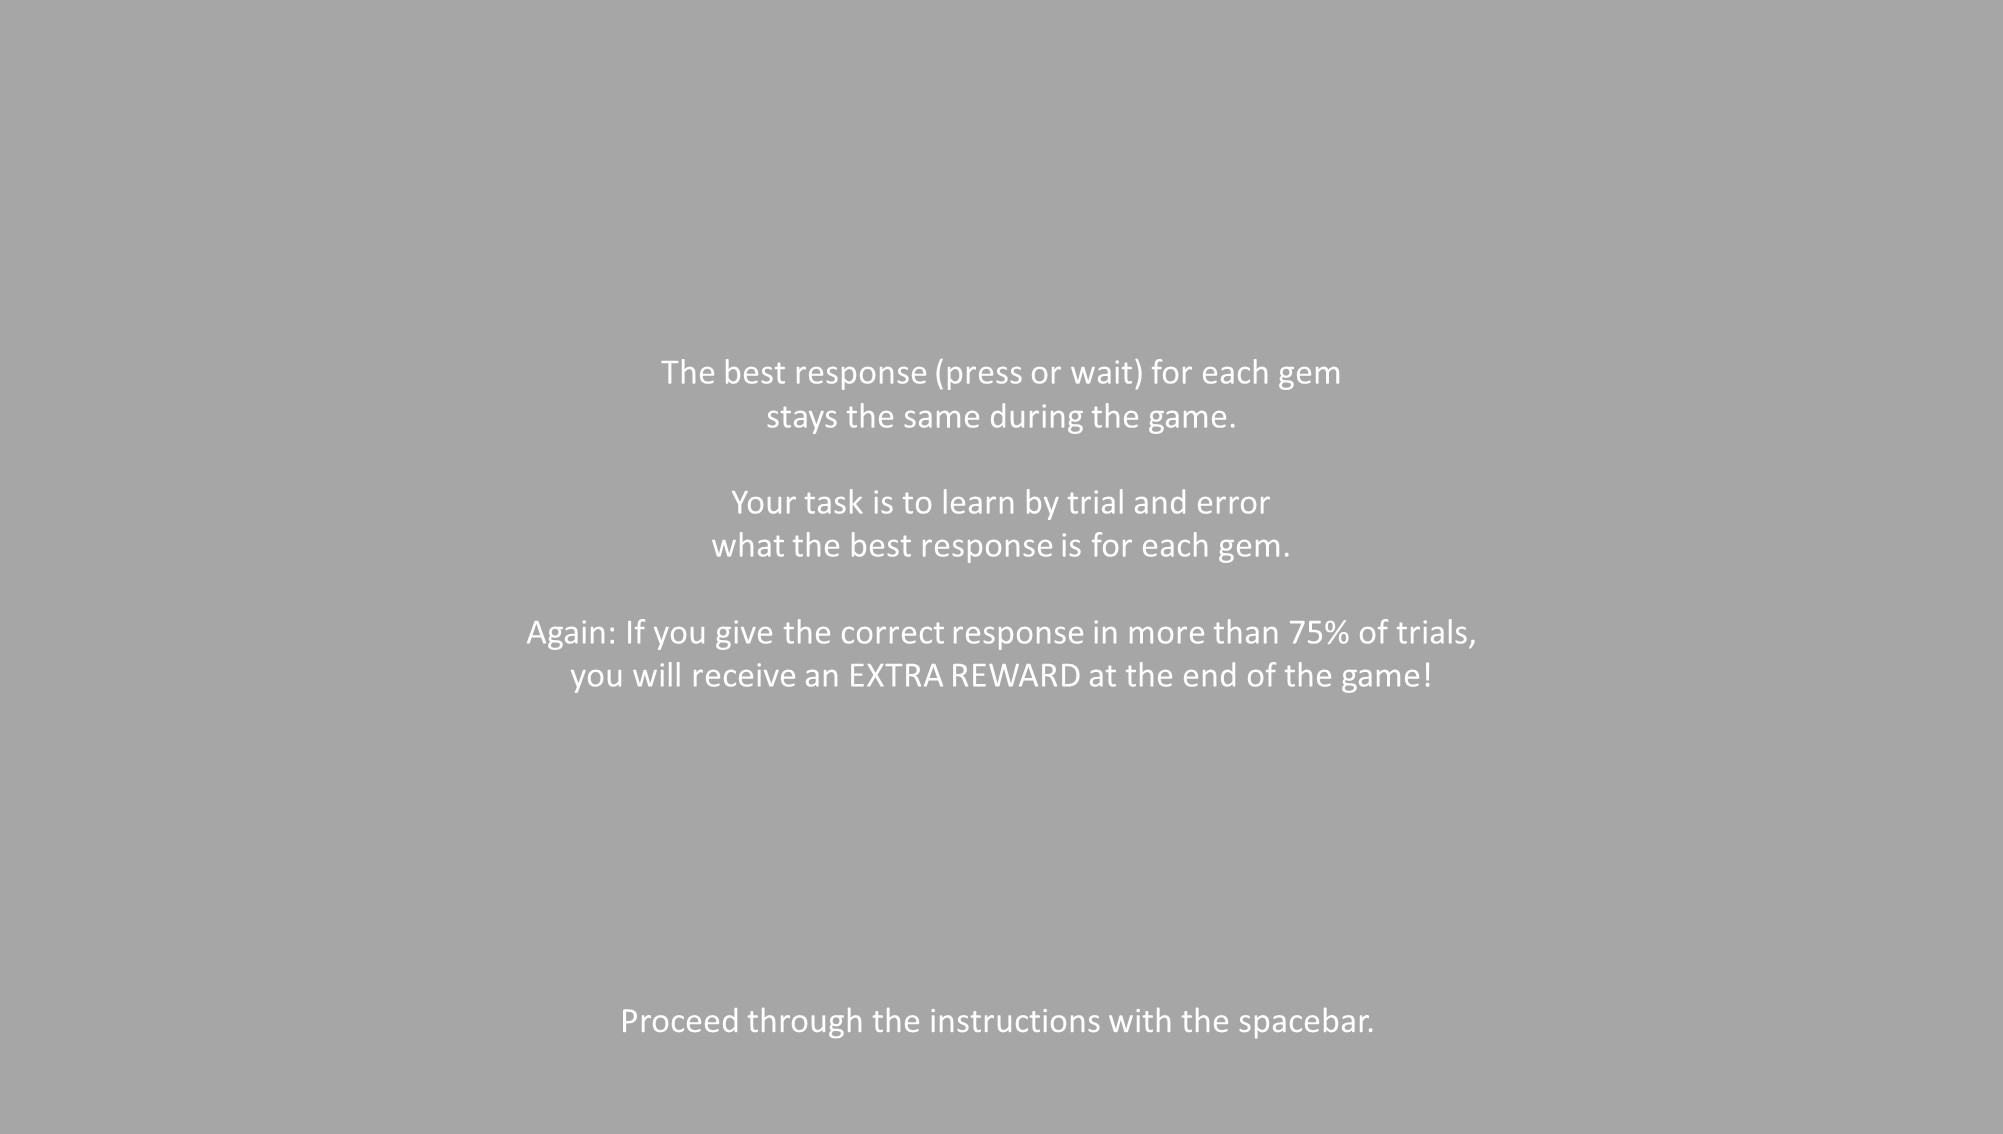 The best response (press or wait) for each gem
stays the same during the game.
Your task is to learn by trial and error
what the best response is for each gem.
Again: If you give the correct response in more than 75% of trials,
you will receive an EXTRA REWARD at the end of the game!
Proceed through the instructions with the spacebar.